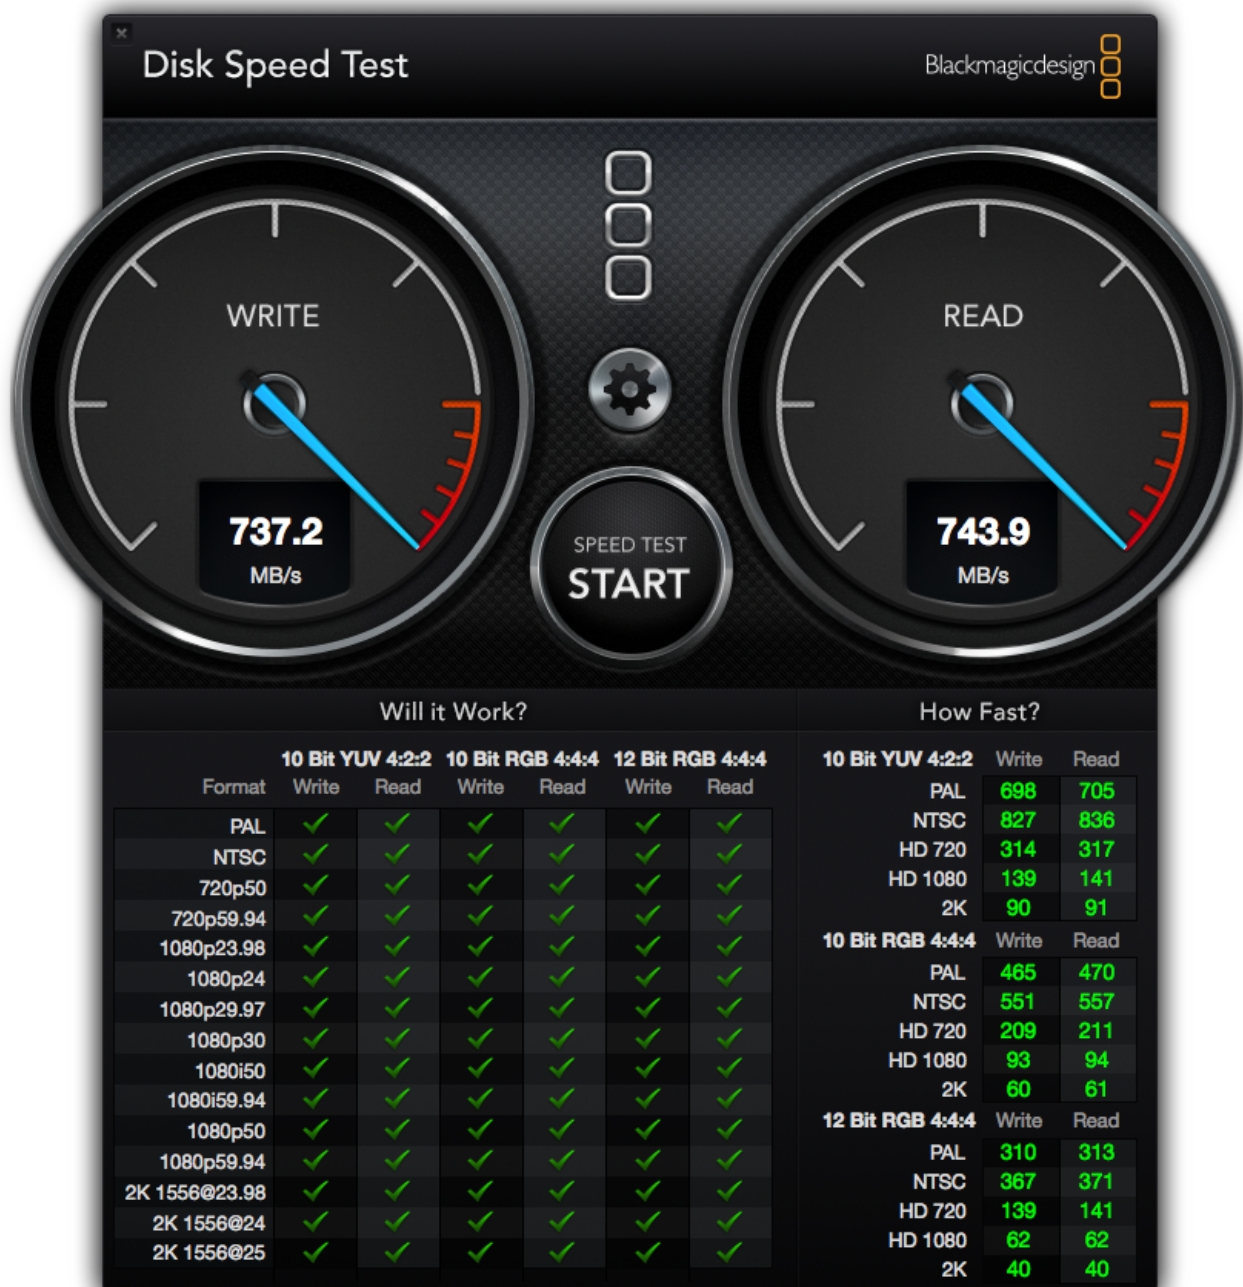 Disk Speed Test
Blackmagicdesign
WRITE
READ
737.2
MB/s
SPEED TEST
START
743.9
MB/s
Will it Work?
10 Bit YUV 4:2:2 10 Bit RGB 4:4:4 12 Bit RGB 4:4:4
Format Write Read Write Read Write Read
PAL
NTSC
720p50
720p59.94
1080p23.98
1080p24
1080p29.97
1080p30
1080i50
1080i59.94
1080p50
1080p59.94
2K 1556@23.98
2K 1556@24
2K 1556@25
How Fast?
10 Bit YUV 4:2:2 Write Read
PAL 698 705
NTSC 827 836
HD 720 314 317
HD 1080 139 141
2K 90 91
10 Bit RGB 4:4:4 Write Read
PAL 465 470
NTSC 551 557
HD 720 209 211
HD 1080 93 94
2K 60 61
12 Bit RGB 4:4:4 Write Read
PAL 310 313
NTSC 367 371
HD 720 139 141
HD 1080 62 62
2K 40 40